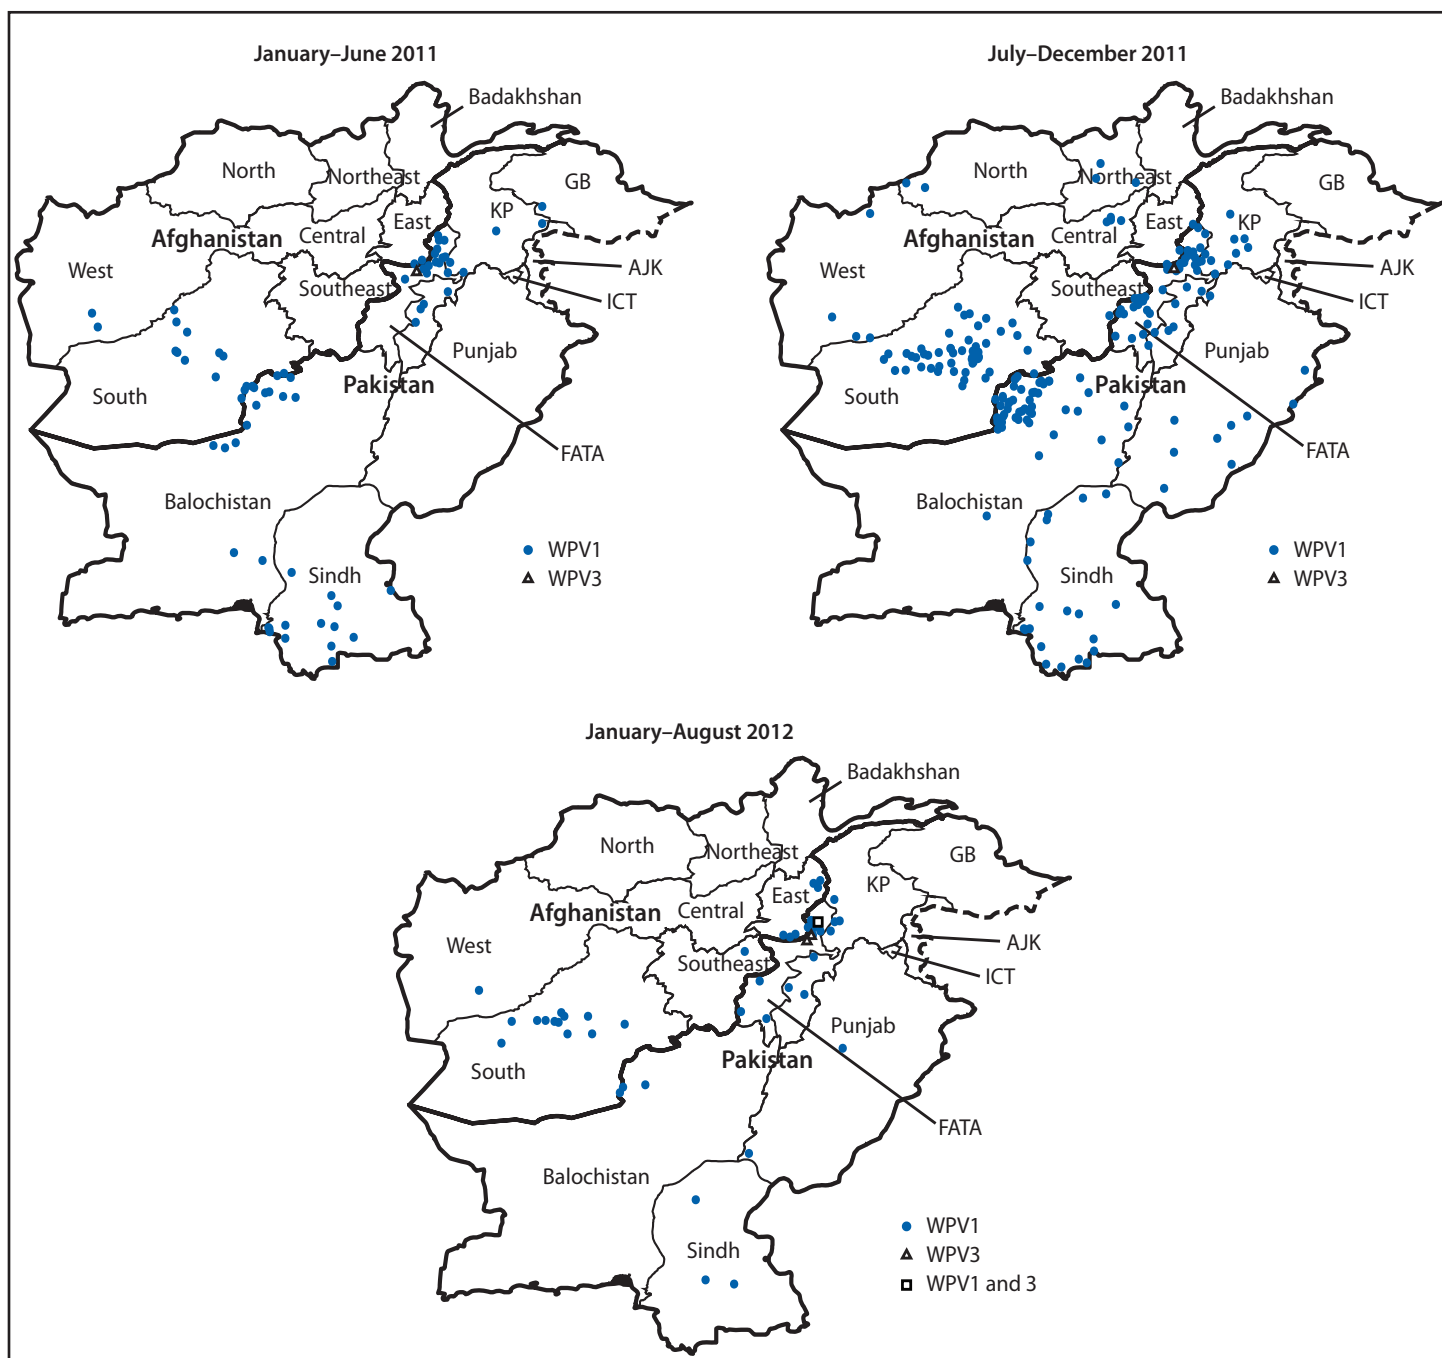 January–June 2011
Badakhshan
North
Northeast
GB
KP
East
Central
Afghanistan
West
AJK
Southeast
ICT
Punjab
Pakistan
South
FATA
Balochistan
Sindh
WPV1
WPV3
July–December 2011
Badakhshan
North
Northeast
GB
KP
East
Central
Afghanistan
West
AJK
Southeast
ICT
Punjab
Pakistan
South
FATA
Balochistan
Sindh
WPV1
WPV3
January–August 2012
Badakhshan
North
Northeast
GB
KP
East
Central
Afghanistan
West
AJK
Southeast
ICT
Punjab
Pakistan
South
FATA
Balochistan
Sindh
WPV1
WPV3
WPV1 and 3